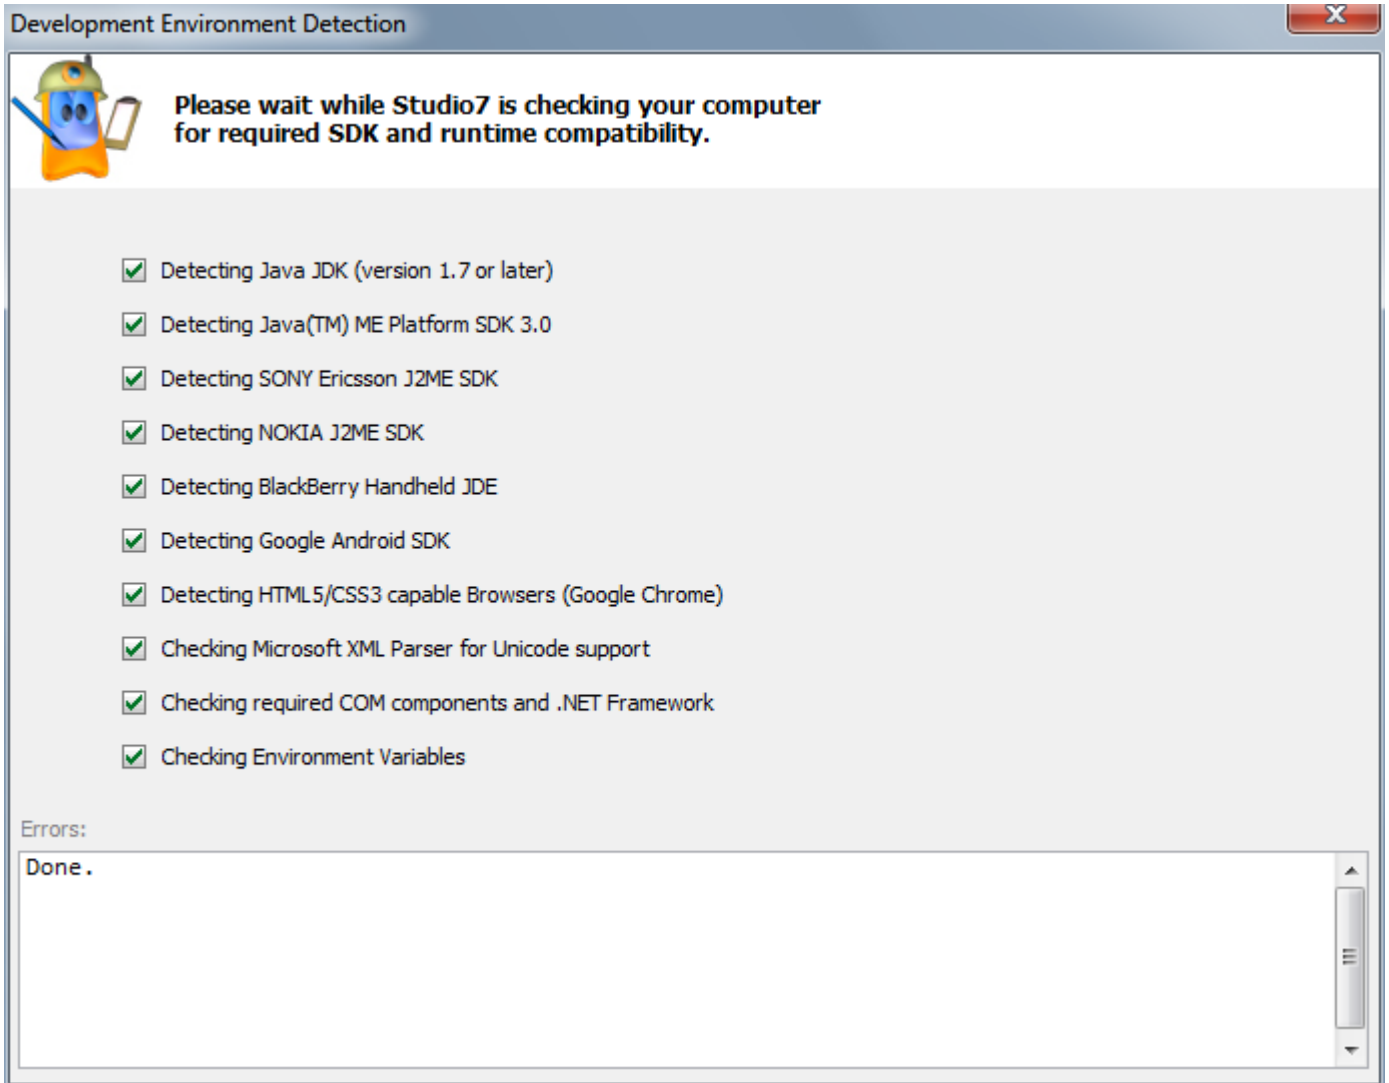 Development Environment Detection
Please wait while Studio7 is checking your computer
for required SDK and runtime compatibility.
Detecting Java JDK (version 1.7 or later)
Detecting Java(TM) ME Platform SDK 3.0
Detecting SONY Ericsson J2ME SDK
Detecting NOKIA J2ME SDK
Detecting BlackBerry Handheld JDE
Detecting Google Android SDK
Detecting HTML5/CSS3 capable Browsers (Google Chrome)
Checking Microsoft XML Parser for Unicode support
Checking required COM components and .NET Framework
Checking Environment Variables
Errors:
Done.